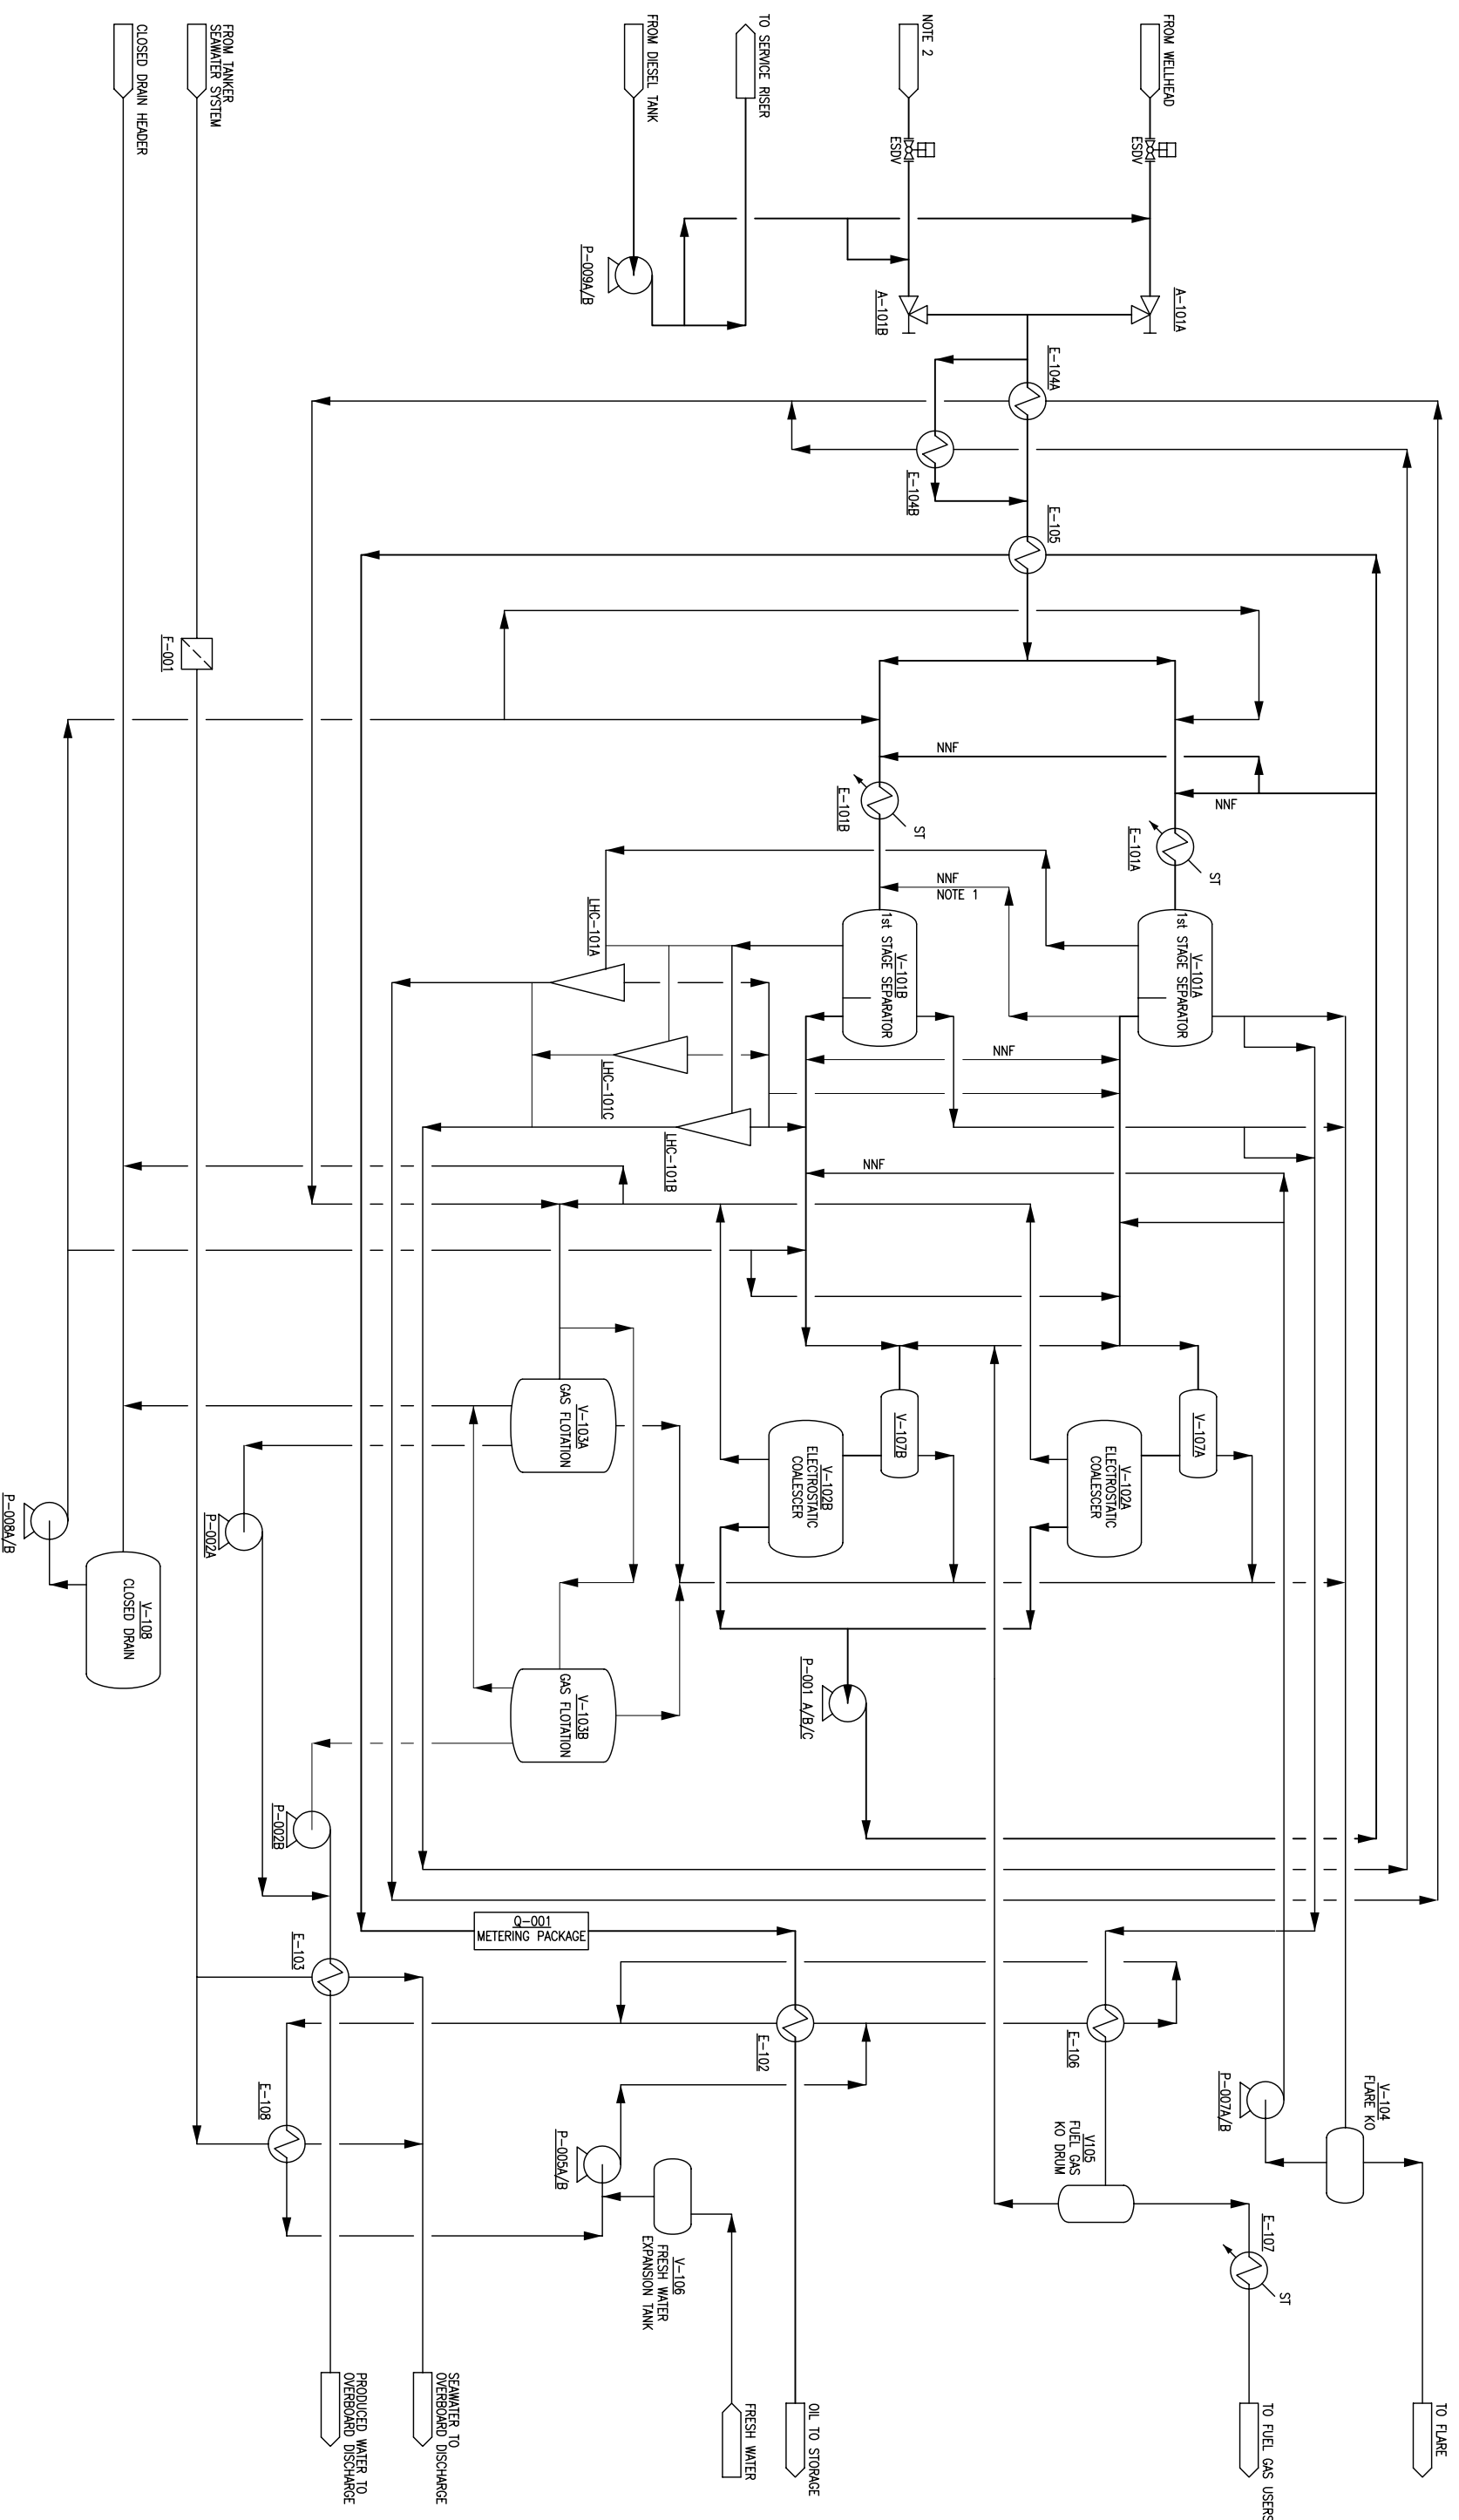 FROM WELLHEAD
ESDV
A-101A
NOTE 2
ESDV
A-101B
TO SERVICE RISER
FROM DIESEL TANK
P-009A/B
FROM TANKER
SEAWATER SYSTEM
CLOSED DRAIN HEADER
F-001
E-104A
E-104B
E-105
NNF
NNF
E-101A
ST
E-101B
ST
NNF
NOTE 1
V-101A
1st STAGE SEPARATOR
V-101B
1st STAGE SEPARATOR
NNF
LHC-101A
LHC-101C
LHC-101B
NNF
V-107A
V-102A
ELECTROSTATIC
COALESCER
V-107B
V-102B
ELECTROSTATIC
COALESCER
V-103A
GAS FLOTATION
V-103B
GAS FLOTATION
P-001 A/B/C
P-002A
P-002B
P-008A/B
V-108
CLOSED DRAIN
Q-001
METERING PACKAGE
E-103
E-102
E-106
E-108
P-005A/B
V-106
FRESH WATER
EXPANSION TANK
V105
FUEL GAS
KO DRUM
P-007A/B
V-104
FLARE KO
E-107
ST
TO FLARE
TO FUEL GAS USERS
OIL TO STORAGE
FRESH WATER
SEAWATER TO
OVERBOARD DISCHARGE
PRODUCED WATER TO
OVERBOARD DISCHARGE